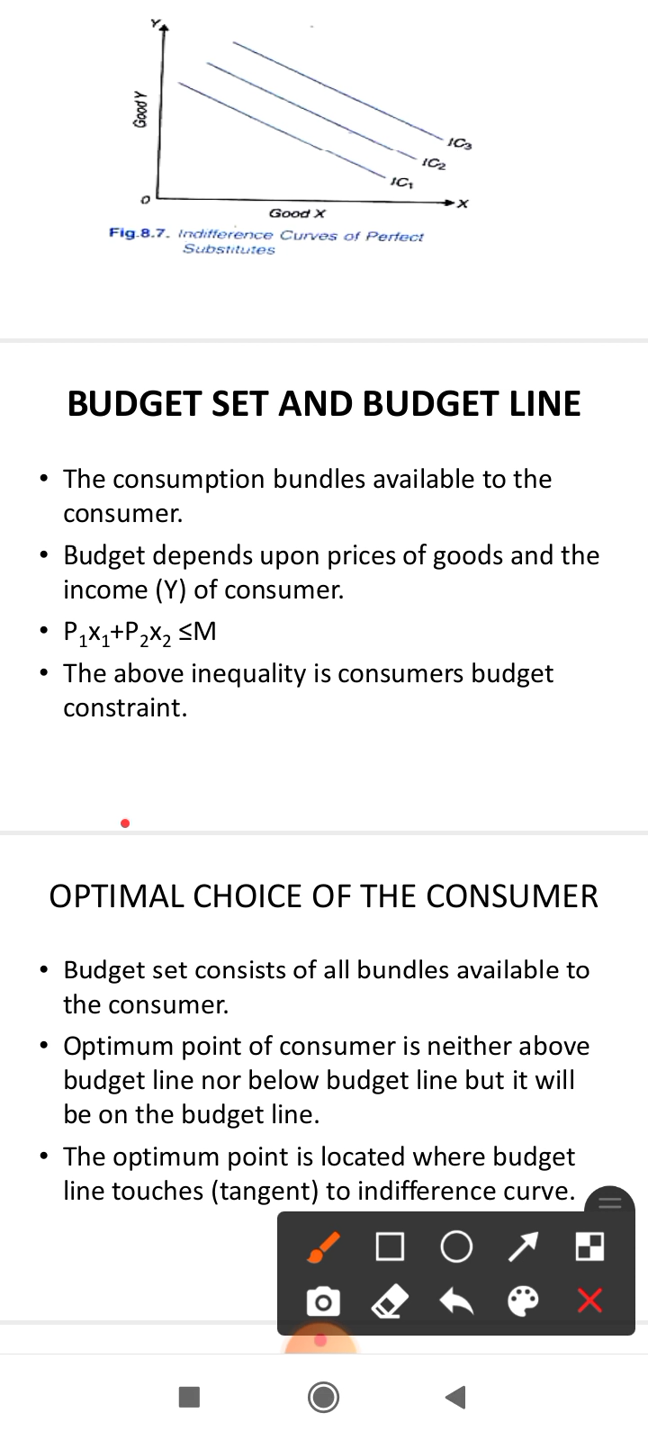 Y
Good Y
IC₃
IC₂
IC₁
O
X
Good X
Fig.8.7. Indifference Curves of Perfect
Substitutes
BUDGET SET AND BUDGET LINE
• The consumption bundles available to the
consumer.
• Budget depends upon prices of goods and the
income (Y) of consumer.
• P₁x₁+P₂x₂ ≤M
• The above inequality is consumers budget
constraint.
OPTIMAL CHOICE OF THE CONSUMER
• Budget set consists of all bundles available to
the consumer.
• Optimum point of consumer is neither above
budget line nor below budget line but it will
be on the budget line.
• The optimum point is located where budget
line touches (tangent) to indifference curve.